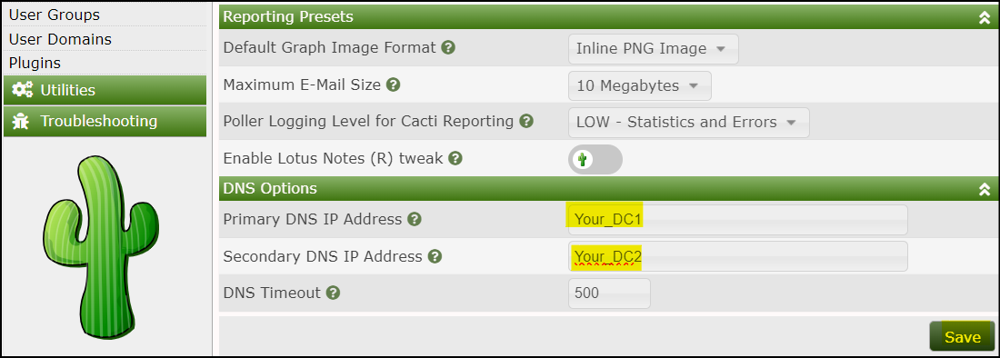 User Groups
User Domains
Plugins
Utilities
Troubleshooting
Reporting Presets
Default Graph Image Format ?
Inline PNG Image
Maximum E-Mail Size ?
10 Megabytes
Poller Logging Level for Cacti Reporting ?
LOW - Statistics and Errors
Enable Lotus Notes (R) tweak ?
DNS Options
Primary DNS IP Address ?
Your_DC1
Secondary DNS IP Address ?
Your_DC2
DNS Timeout ?
500
Save